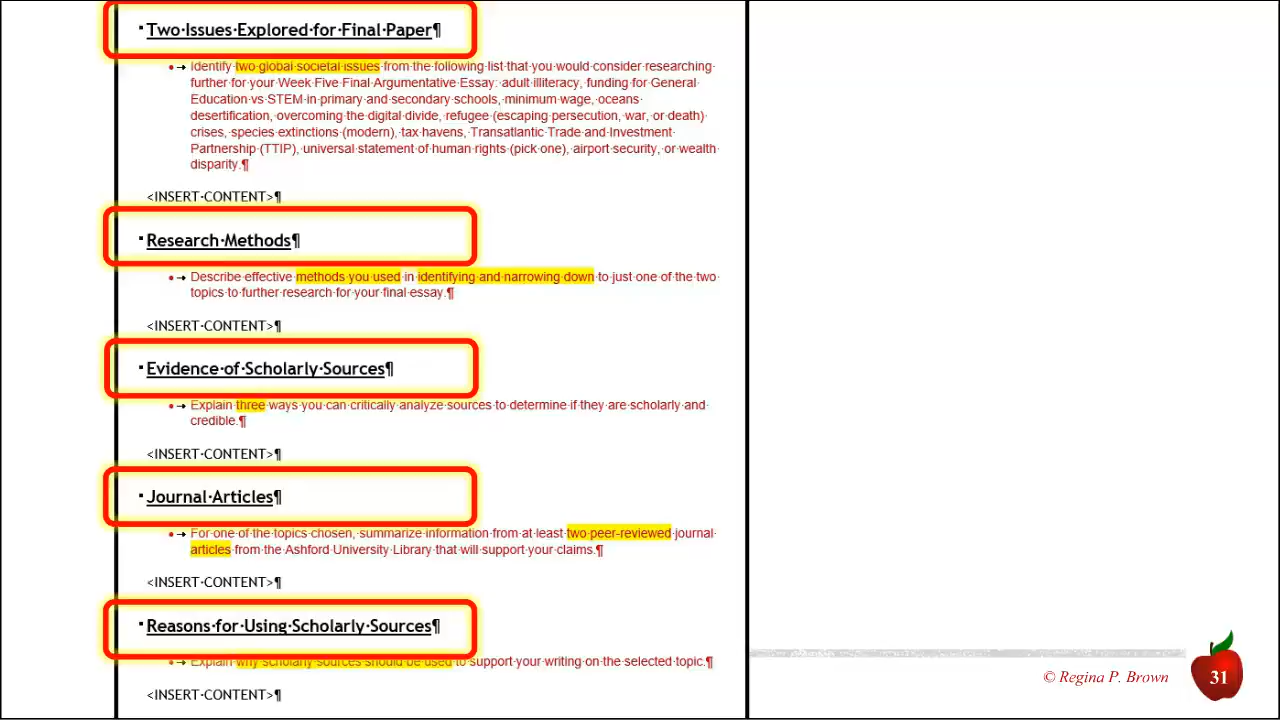 Two·Issues·Explored·for·Final·Paper¶
Identify·two·global·societal·issues·from·the·following·list·that·you·would·consider·researching·
further·for·your·Week·Five·Final·Argumentative·Essay:·adult·illiteracy,·funding·for·General·
Education·vs·STEM·in·primary·and·secondary·schools,·minimum·wage,·oceans·
desertification,·overcoming·the·digital·divide,·refugee·(escaping·persecution,·war,·or·death)·
crises,·species·extinctions·(modern),·tax·havens,·Transatlantic·Trade·and·Investment·
Partnership·(TTIP),·universal·statement·of·human·rights·(pick·one),·airport·security,·or·wealth·
disparity.¶
<INSERT·CONTENT>¶
Research·Methods¶
Describe·effective·methods·you·used·in·identifying·and·narrowing·down·to·just·one·of·the·two·
topics·to·further·research·for·your·final·essay.¶
<INSERT·CONTENT>¶
Evidence·of·Scholarly·Sources¶
Explain·three·ways·you·can·critically·analyze·sources·to·determine·if·they·are·scholarly·and·
credible.¶
<INSERT·CONTENT>¶
Journal·Articles¶
For·one·of·the·topics·chosen,·summarize·information·from·at·least·two·peer-reviewed·journal·
articles·from·the·Ashford·University·Library·that·will·support·your·claims.¶
<INSERT·CONTENT>¶
Reasons·for·Using·Scholarly·Sources¶
Explain·why·scholarly·sources·should·be·used·to·support·your·writing·on·the·selected·topic.¶
<INSERT·CONTENT>¶
© Regina P. Brown
31